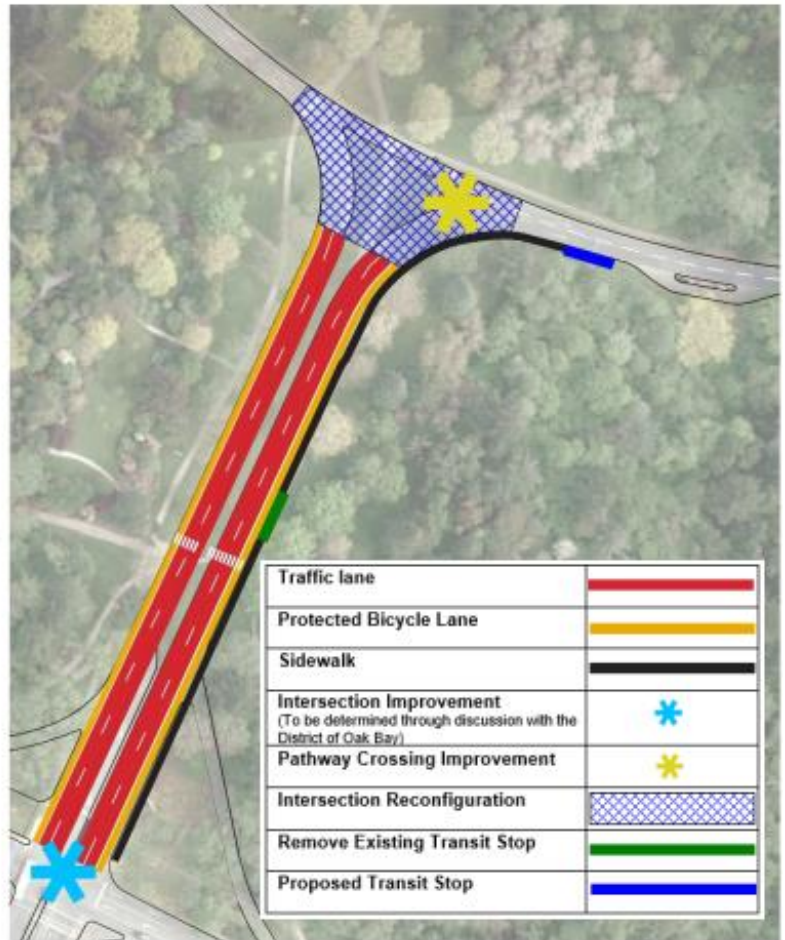 Traffic lane
Protected Bicycle Lane
Sidewalk
Intersection Improvement
(To be determined through discussion with the
District of Oak Bay)
Pathway Crossing Improvement
Intersection Reconfiguration
Remove Existing Transit Stop
Proposed Transit Stop